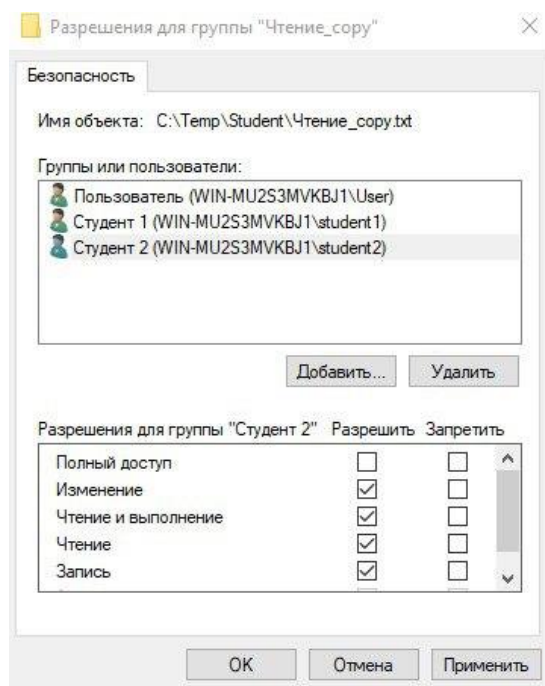 Разрешения для группы "Чтение_copy"
Безопасность
Имя объекта: C:\Temp\Student\Чтение_copy.txt
Группы или пользователи:
Пользователь (WIN-MU2S3MVKBJ1\User)
Студент 1 (WIN-MU2S3MVKBJ1\student1)
Студент 2 (WIN-MU2S3MVKBJ1\student2)
Добавить... Удалить
Разрешения для группы "Студент 2" Разрешить Запретить
Полный доступ
Изменение
Чтение и выполнение
Чтение
Запись
OK Отмена Применить